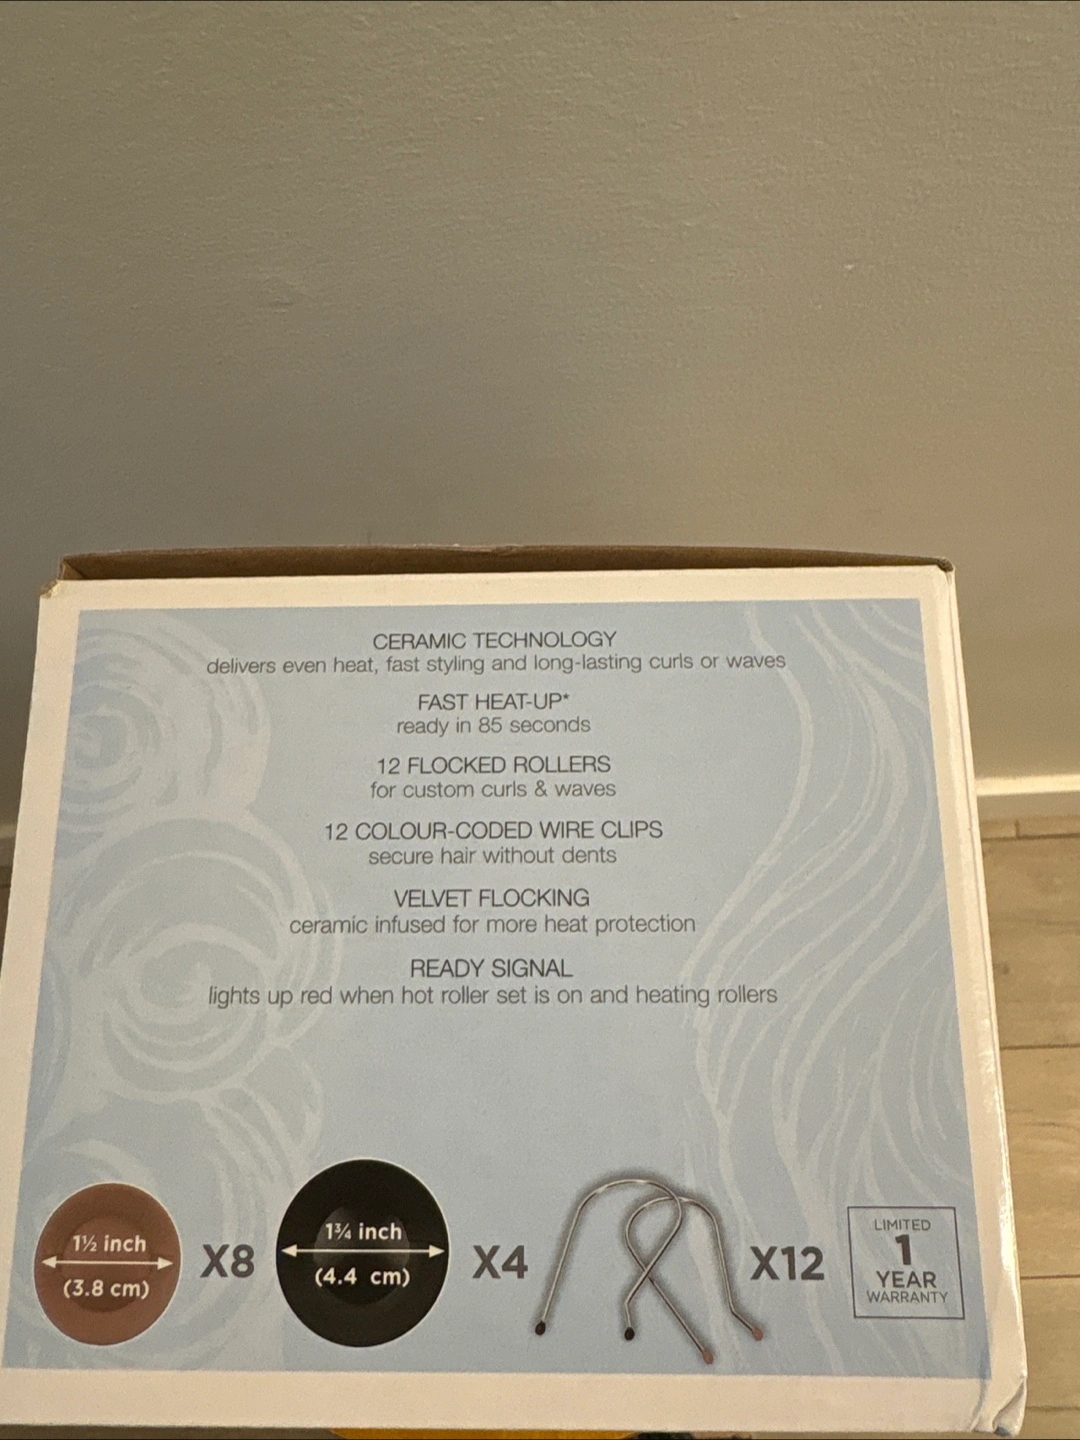 CERAMIC TECHNOLOGY
delivers even heat, fast styling and long-lasting curls or waves
FAST HEAT-UP*
ready in 85 seconds
12 FLOCKED ROLLERS
for custom curls & waves
12 COLOUR-CODED WIRE CLIPS
secure hair without dents
VELVET FLOCKING
ceramic infused for more heat protection
READY SIGNAL
lights up red when hot roller set is on and heating rollers
1½ inch
(3.8 cm)
X8
1¾ inch
(4.4 cm)
X4
X12
LIMITED
1
YEAR
WARRANTY